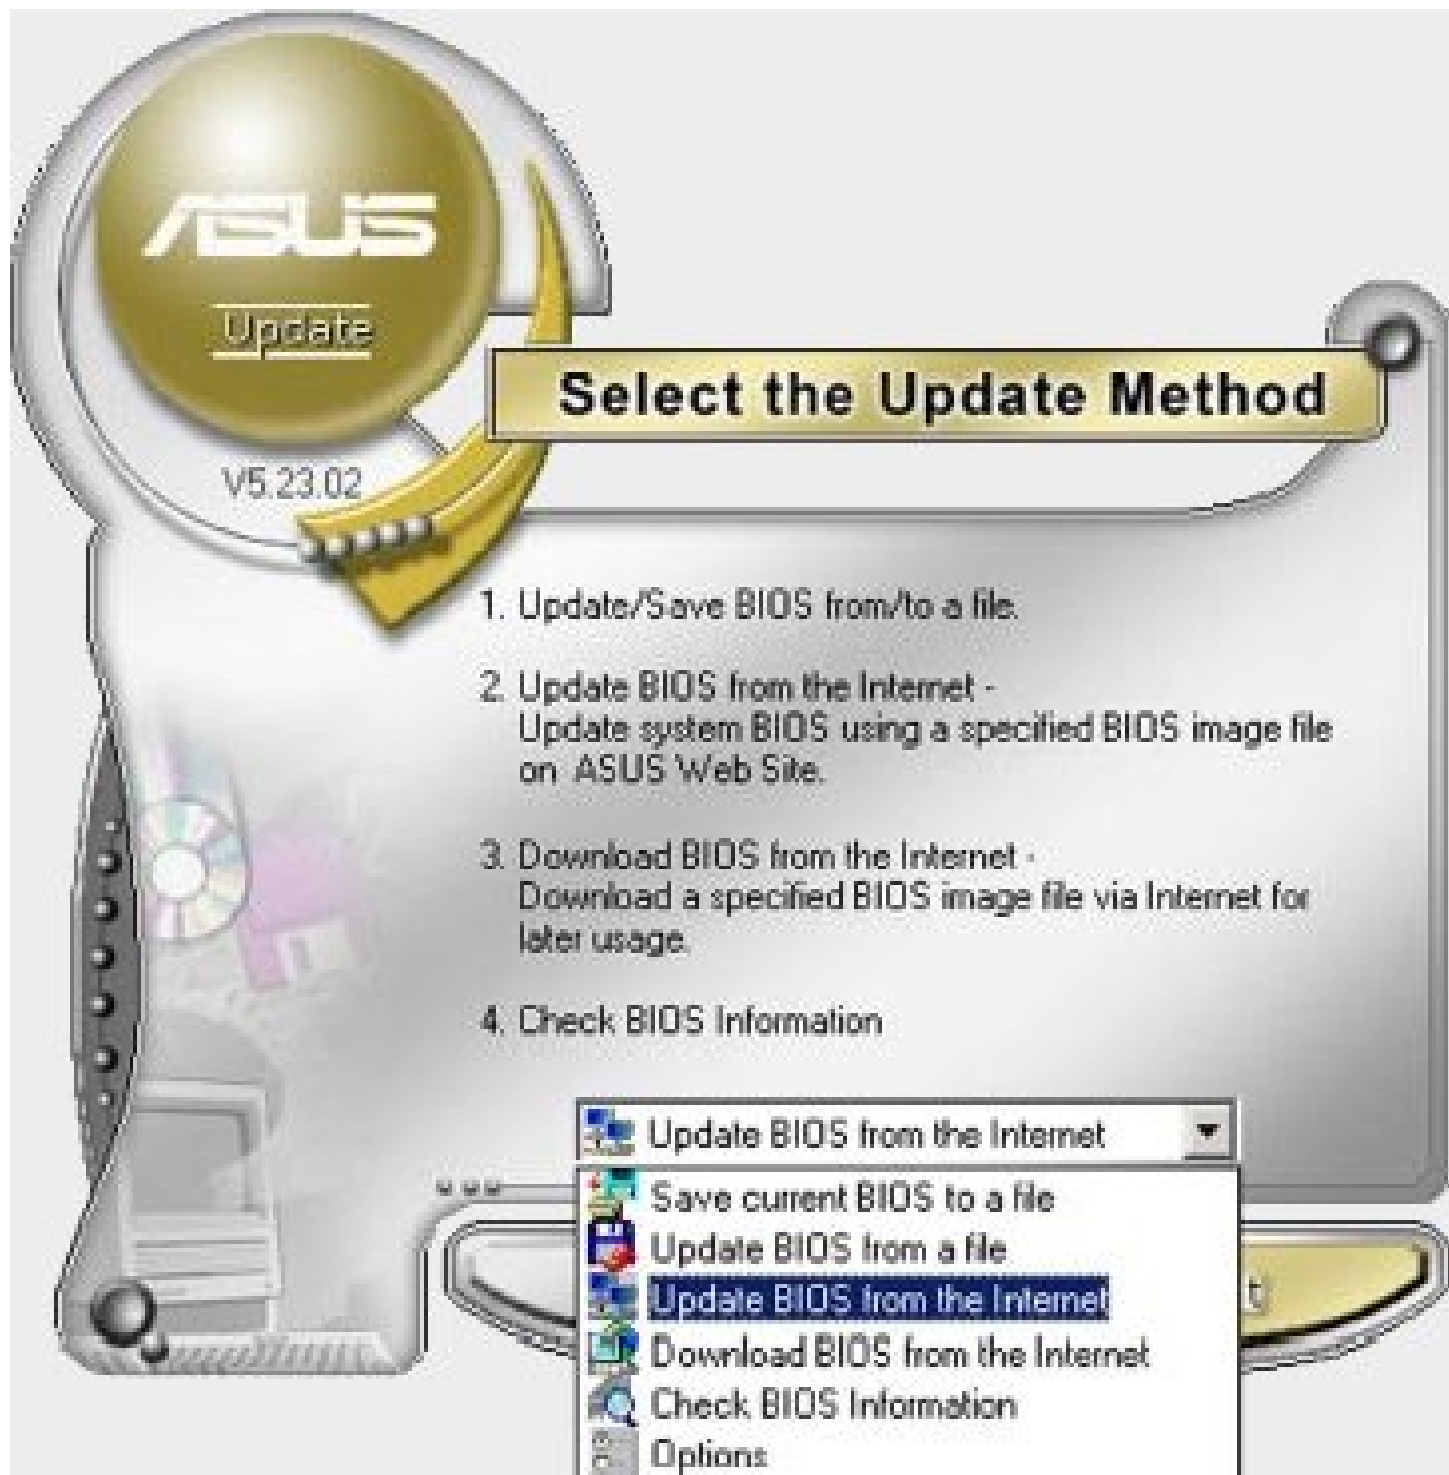 ASUS
Update
Select the Update Method
V5.23.02
1. Update/Save BIOS from/to a file.
2. Update BIOS from the Internet -
Update system BIOS using a specified BIOS image file
on ASUS Web Site.
3. Download BIOS from the Internet -
Download a specified BIOS image file via Internet for
later usage.
4. Check BIOS Information
Update BIOS from the Internet
Save current BIOS to a file
Update BIOS from a file
Update BIOS from the Internet
Download BIOS from the Internet
Check BIOS Information
Options